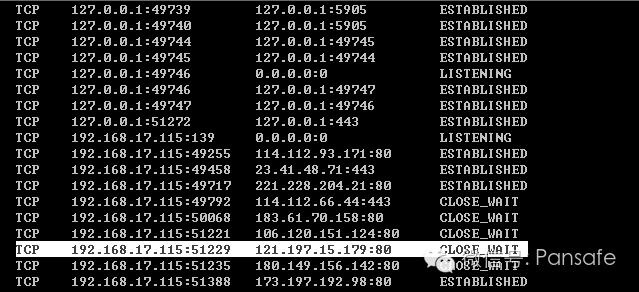 TCP 127.0.0.1:49739 127.0.0.1:5905 ESTABLISHED
TCP 127.0.0.1:49740 127.0.0.1:5905 ESTABLISHED
TCP 127.0.0.1:49744 127.0.0.1:49745 ESTABLISHED
TCP 127.0.0.1:49745 127.0.0.1:49744 ESTABLISHED
TCP 127.0.0.1:49746 0.0.0.0:0 LISTENING
TCP 127.0.0.1:49746 127.0.0.1:49747 ESTABLISHED
TCP 127.0.0.1:49747 127.0.0.1:49746 ESTABLISHED
TCP 127.0.0.1:51272 127.0.0.1:443 ESTABLISHED
TCP 192.168.17.115:139 0.0.0.0:0 LISTENING
TCP 192.168.17.115:49255 114.112.93.171:80 ESTABLISHED
TCP 192.168.17.115:49458 23.41.48.71:443 ESTABLISHED
TCP 192.168.17.115:49717 221.228.204.21:80 ESTABLISHED
TCP 192.168.17.115:49792 114.112.66.44:443 CLOSE_WAIT
TCP 192.168.17.115:50068 183.61.70.158:80 CLOSE_WAIT
TCP 192.168.17.115:51221 106.120.151.124:80 CLOSE_WAIT
TCP 192.168.17.115:51229 121.197.15.179:80 CLOSE_WAIT
TCP 192.168.17.115:51235 180.149.156.142:80 CLOSE_WAIT
TCP 192.168.17.115:51388 173.197.192.98:80 ESTABLISHED
微信号: Pansafe